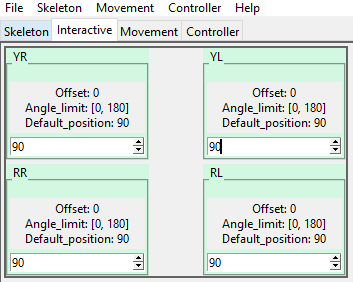 File Skeleton Movement Controller Help
Skeleton Interactive Movement Controller
YR YL
Offset: 0 Offset: 0
Angle_limit: [0, 180] Angle_limit: [0, 180]
Default_position: 90 Default_position: 90
90 90
RR RL
Offset: 0 Offset: 0
Angle_limit: [0, 180] Angle_limit: [0, 180]
Default_position: 90 Default_position: 90
90 90